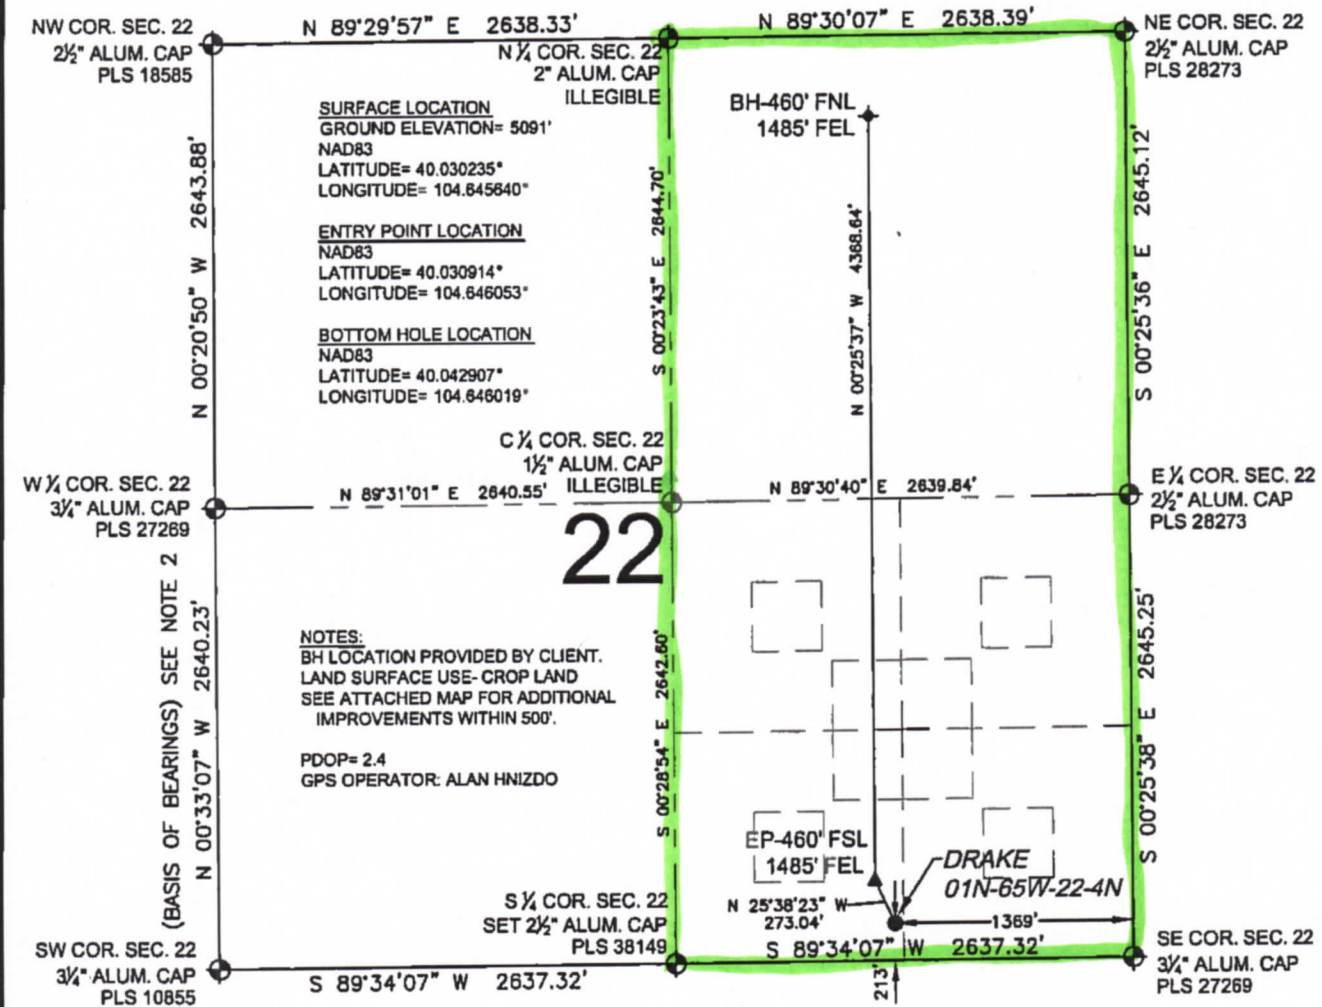 NW COR. SEC. 22
2½" ALUM. CAP
PLS 18585
N 89°29'57" E 2638.33'
N ¼ COR. SEC. 22
2" ALUM. CAP
ILLEGIBLE
N 89°30'07" E 2638.39'
NE COR. SEC. 22
2½" ALUM. CAP
PLS 28273
SURFACE LOCATION
GROUND ELEVATION= 5091'
NAD83
LATITUDE= 40.030235°
LONGITUDE= 104.645640°
ENTRY POINT LOCATION
NAD83
LATITUDE= 40.030914°
LONGITUDE= 104.646053°
BOTTOM HOLE LOCATION
NAD83
LATITUDE= 40.042907°
LONGITUDE= 104.646019°
BH-460' FNL
1485' FEL
N 00°20'50" W 2643.88'
S 00°23'43" E 2644.70'
N 00°25'37" W 4368.64'
S 00°25'36" E 2645.12'
W ¼ COR. SEC. 22
3¼" ALUM. CAP
PLS 27269
N 89°31'01" E 2640.55'
C ¼ COR. SEC. 22
1½" ALUM. CAP
ILLEGIBLE
N 89°30'40" E 2639.84'
E ¼ COR. SEC. 22
2½" ALUM. CAP
PLS 28273
22
(BASIS OF BEARINGS) SEE NOTE 2
N 00°33'07" W 2640.23'
NOTES:
BH LOCATION PROVIDED BY CLIENT.
LAND SURFACE USE- CROP LAND
SEE ATTACHED MAP FOR ADDITIONAL
IMPROVEMENTS WITHIN 500'.
PDOP= 2.4
GPS OPERATOR: ALAN HNIZDO
S 00°28'54" E 2642.60'
S 00°25'38" E 2645.25'
EP-460' FSL
1485' FEL
DRAKE
01N-65W-22-4N
N 25°38'23" W
273.04'
1369'
213'
SW COR. SEC. 22
3¼" ALUM. CAP
PLS 10855
S 89°34'07" W 2637.32'
S ¼ COR. SEC. 22
SET 2½" ALUM. CAP
PLS 38149
S 89°34'07" W 2637.32'
SE COR. SEC. 22
3¼" ALUM. CAP
PLS 27269